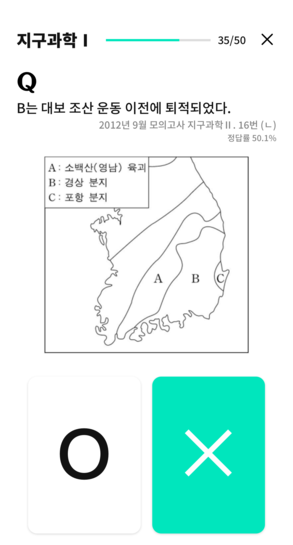 지구과학 I
35/50
Q
B는 대보 조산 운동 이전에 퇴적되었다.
2012년 9월 모의고사 지구과학Ⅱ. 16번 (ㄴ)
정답률 50.1%
A : 소백산(영남) 육괴
B : 경상 분지
C : 포항 분지
A B C
O ×